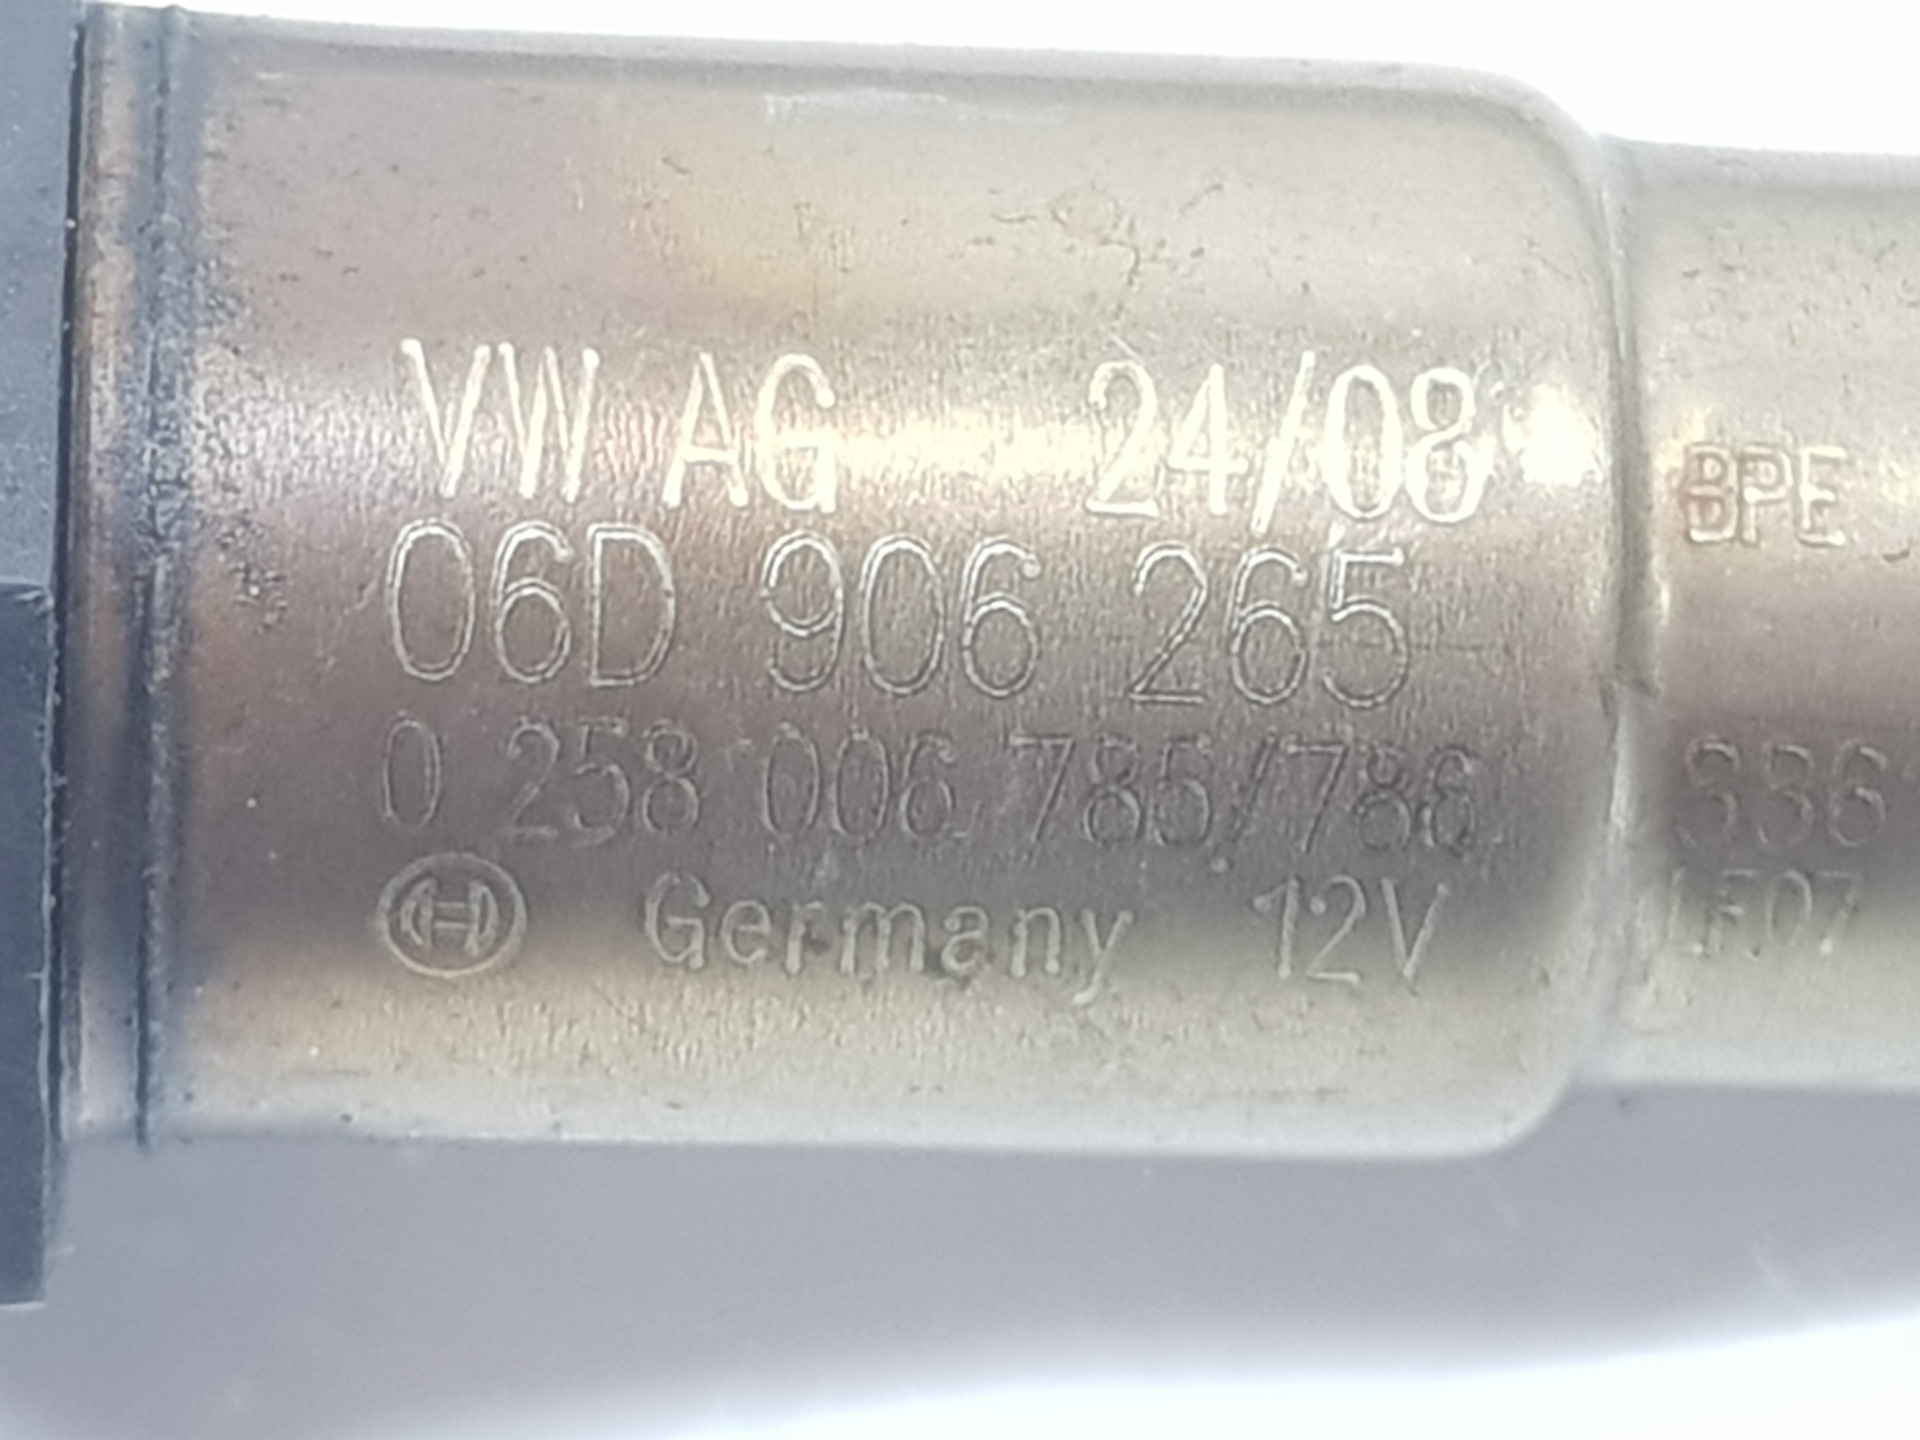 VW AG 24/08
06D 906 265
0 258 006 785/786
Germany 12V
BPE
LF07